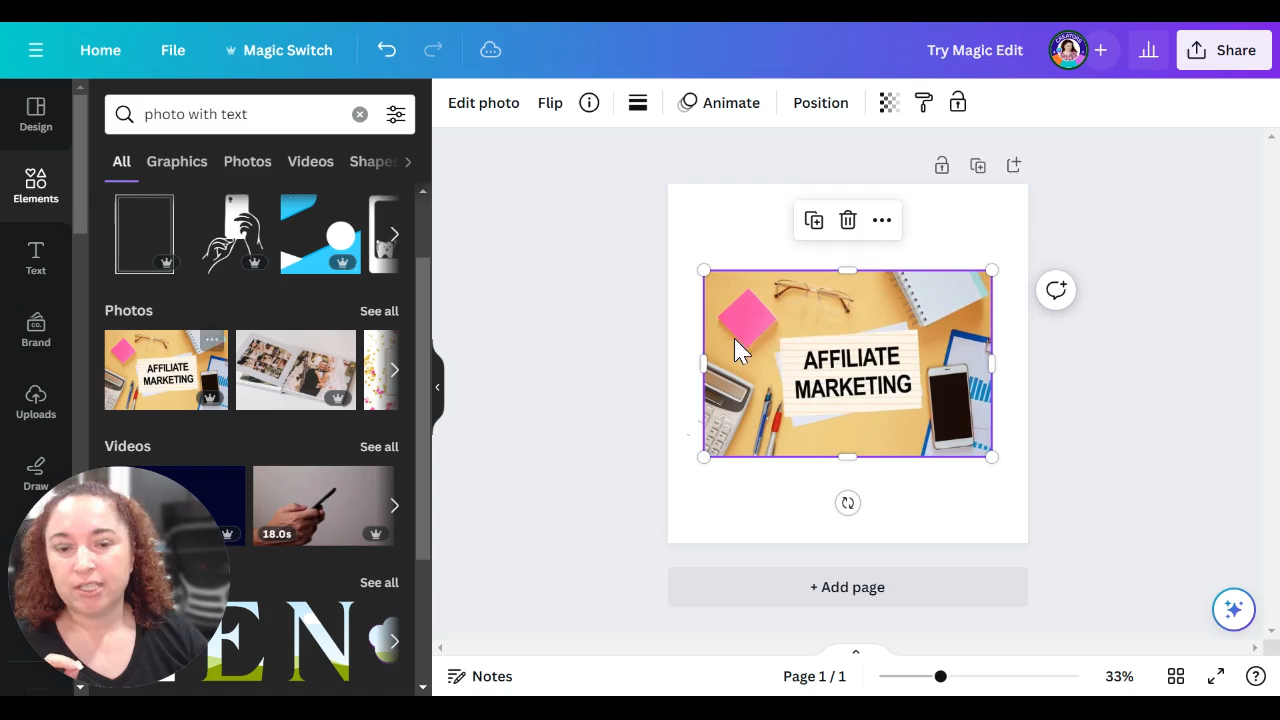 Home
File
Magic Switch
Try Magic Edit
Share
Design
Elements
Text
Brand
Uploads
Draw
photo with text
All
Graphics
Photos
Videos
Shapes
Photos
See all
AFFILIATE
MARKETING
Videos
See all
18.0s
See all
E N
Edit photo
Flip
Animate
Position
AFFILIATE
MARKETING
+ Add page
Notes
Page 1 / 1
33%